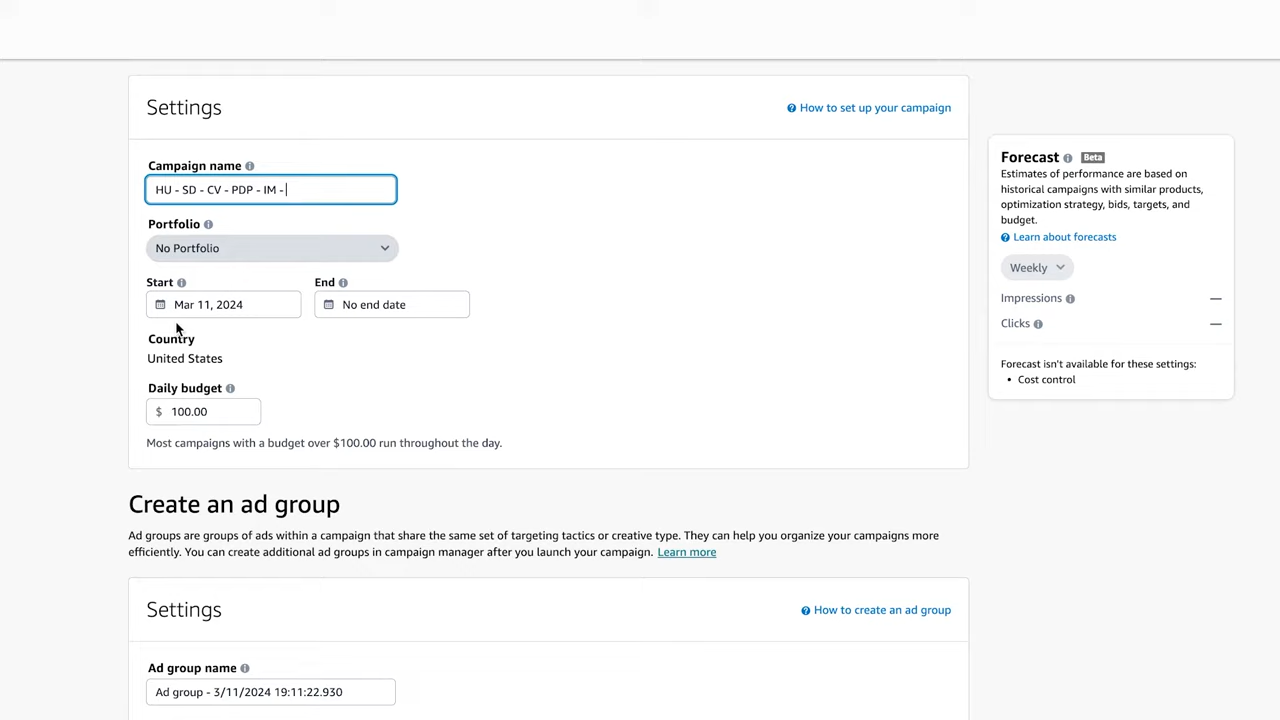 Settings
How to set up your campaign
Campaign name
HU - SD - CV - PDP - IM -
Portfolio
No Portfolio
Start
End
Mar 11, 2024
No end date
Country
United States
Daily budget
$ 100.00
Most campaigns with a budget over $100.00 run throughout the day.
Forecast Beta
Estimates of performance are based on
historical campaigns with similar products,
optimization strategy, bids, targets, and
budget.
Learn about forecasts
Weekly
Impressions —
Clicks —
Forecast isn't available for these settings:
• Cost control
Create an ad group
Ad groups are groups of ads within a campaign that share the same set of targeting tactics or creative type. They can help you organize your campaigns more
efficiently. You can create additional ad groups in campaign manager after you launch your campaign. Learn more
Settings
How to create an ad group
Ad group name
Ad group - 3/11/2024 19:11:22.930